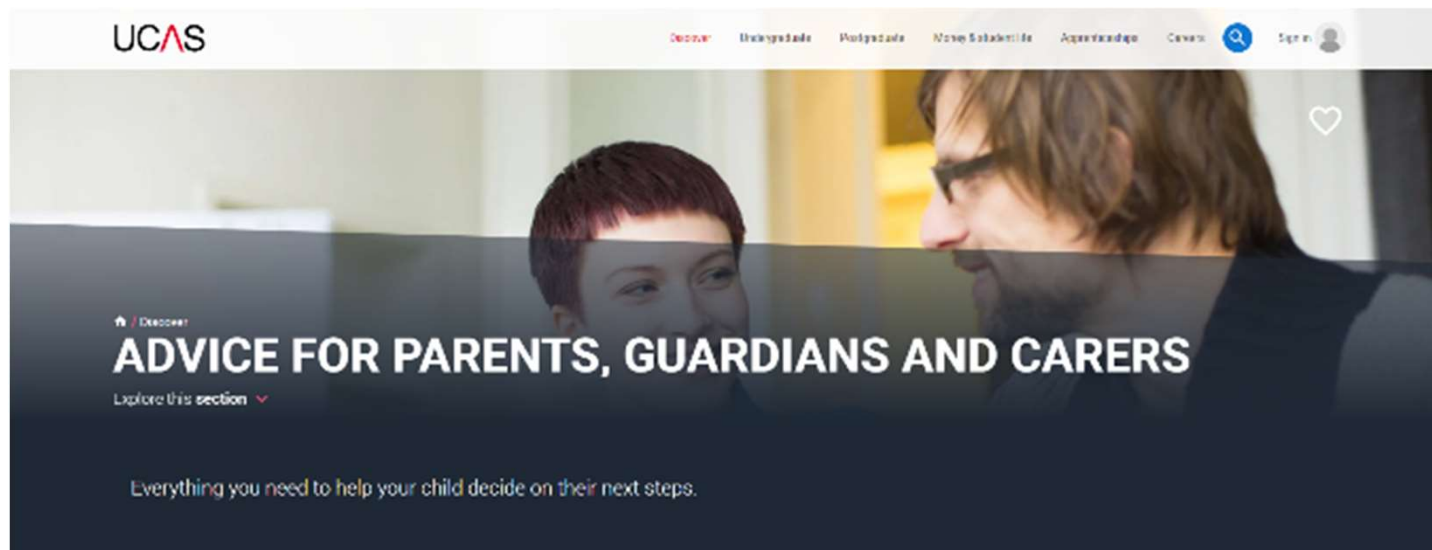 UCAS
Discover Undergraduate Postgraduate Money & student life Apprenticeships Careers Sign in
/ Discover
ADVICE FOR PARENTS, GUARDIANS AND CARERS
Explore this section
Everything you need to help your child decide on their next steps.